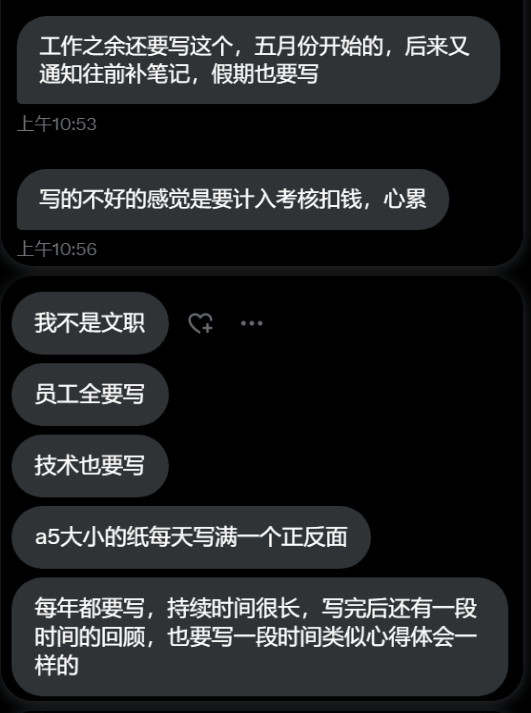 工作之余还要写这个，五月份开始的，后来又
通知往前补笔记，假期也要写
上午10:53
写的不好的感觉是要计入考核扣钱，心累
上午10:56
我不是文职
员工全要写
技术也要写
a5大小的纸每天写满一个正反面
每年都要写，持续时间很长，写完后还有一段
时间的回顾，也要写一段时间类似心得体会一
样的